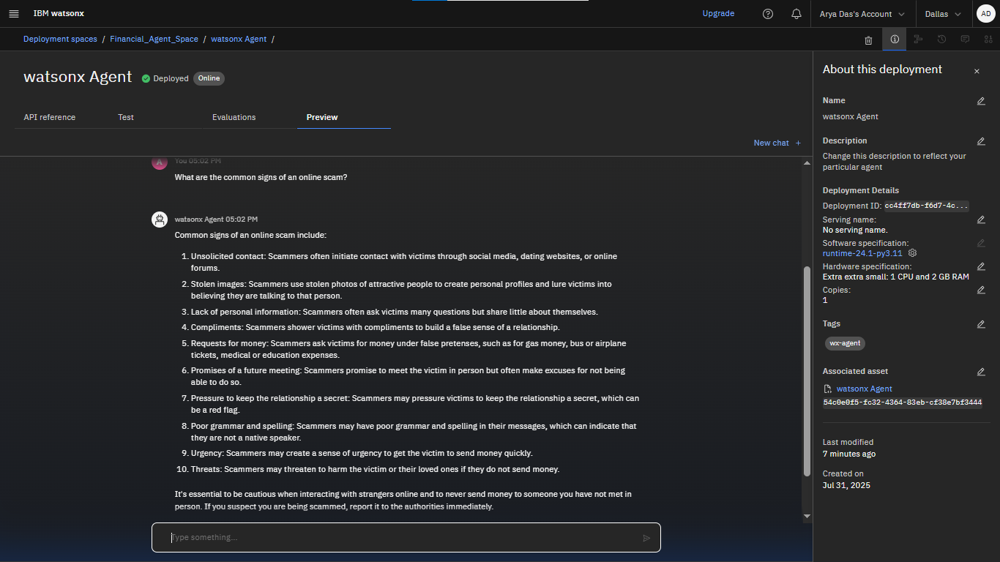 IBM watsonx
Upgrade
Arya Das's Account
Dallas
AD
Deployment spaces / Financial_Agent_Space / watsonx Agent /
watsonx Agent
Deployed
Online
API reference
Test
Evaluations
Preview
New chat +
A
You 05:02 PM
What are the common signs of an online scam?
watsonx Agent 05:02 PM
Common signs of an online scam include:
1. Unsolicited contact: Scammers often initiate contact with victims through social media, dating websites, or online
forums.
2. Stolen images: Scammers use stolen photos of attractive people to create personal profiles and lure victims into
believing they are talking to that person.
3. Lack of personal information: Scammers often ask victims many questions but share little about themselves.
4. Compliments: Scammers shower victims with compliments to build a false sense of a relationship.
5. Requests for money: Scammers ask victims for money under false pretenses, such as for gas money, bus or airplane
tickets, medical or education expenses.
6. Promises of a future meeting: Scammers promise to meet the victim in person but often make excuses for not being
able to do so.
7. Pressure to keep the relationship a secret: Scammers may pressure victims to keep the relationship a secret, which can
be a red flag.
8. Poor grammar and spelling: Scammers may have poor grammar and spelling in their messages, which can indicate that
they are not a native speaker.
9. Urgency: Scammers may create a sense of urgency to get the victim to send money quickly.
10. Threats: Scammers may threaten to harm the victim or their loved ones if they do not send money.
It's essential to be cautious when interacting with strangers online and to never send money to someone you have not met in
person. If you suspect you are being scammed, report it to the authorities immediately.
Type something...
About this deployment
Name
watsonx Agent
Description
Change this description to reflect your
particular agent
Deployment Details
Deployment ID: cc4ff7db-f6d7-4c...
Serving name:
No serving name.
Software specification:
runtime-24.1-py3.11
Hardware specification:
Extra extra small: 1 CPU and 2 GB RAM
Copies:
1
Tags
wx-agent
Associated asset
watsonx Agent
54c0e0f5-fc32-4364-83eb-cf38e7bf3444
Last modified
7 minutes ago
Created on
Jul 31, 2025